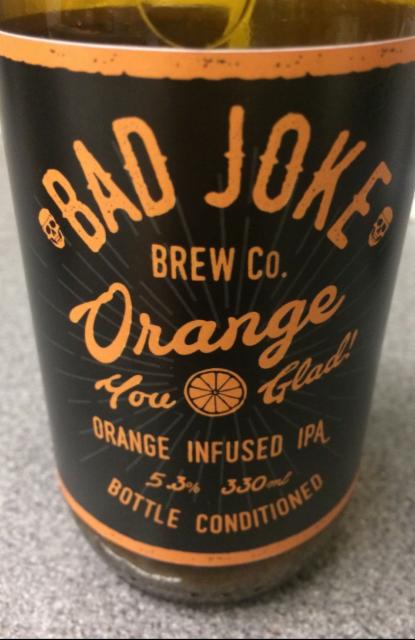 BAD JOKE
BREW CO.
Orange
You Glad!
ORANGE INFUSED IPA
5.3% 330ml
BOTTLE CONDITIONED